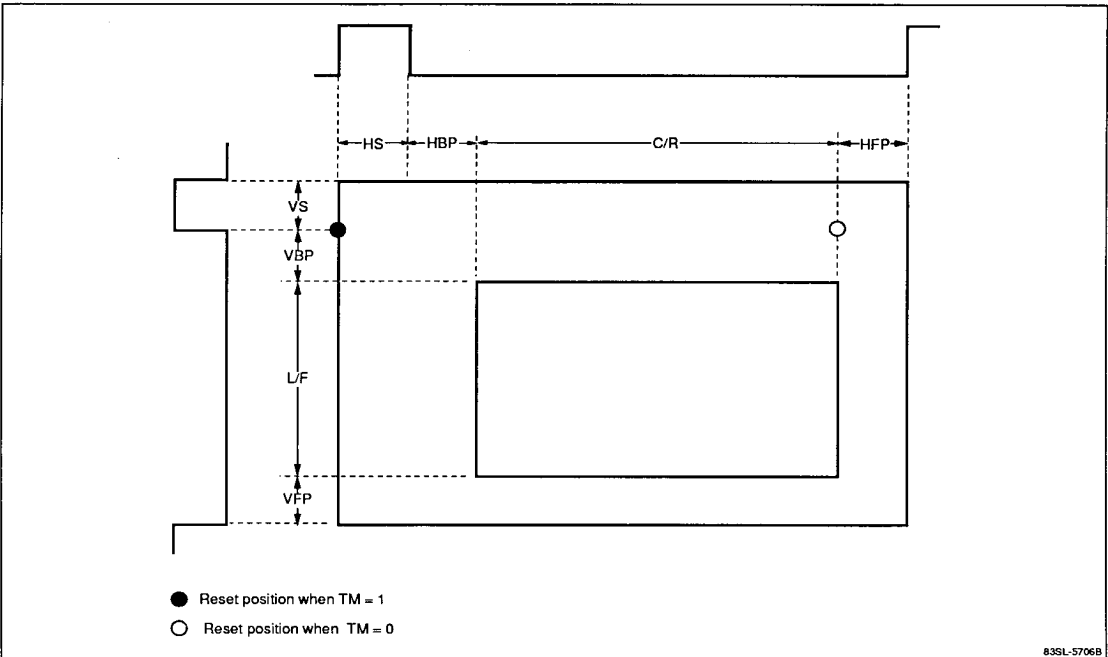 HS HBP C/R HFP
VS
VBP
L/F
VFP
Reset position when TM = 1
Reset position when TM = 0
83SL-5706B